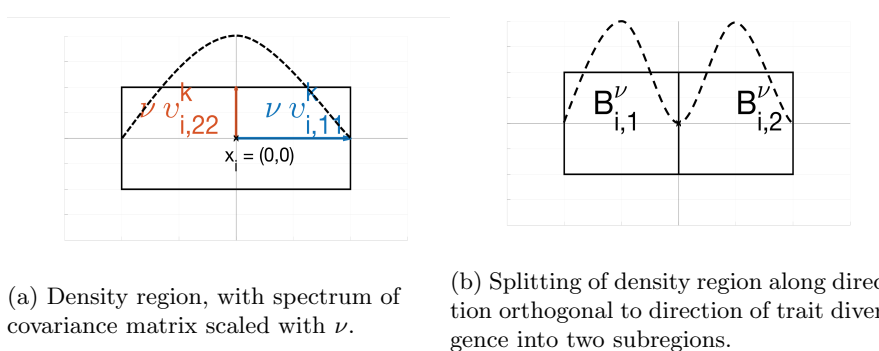 ν υ^k_{i,22}
ν υ^k_{i,11}
x_i = (0,0)
(a) Density region, with spectrum of
covariance matrix scaled with ν.
B^ν_{i,1}
B^ν_{i,2}
(b) Splitting of density region along direc
tion orthogonal to direction of trait diver
gence into two subregions.